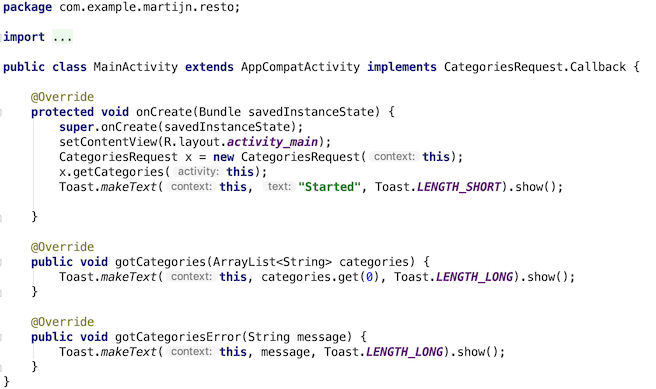 package com.example.martijn.resto;
import ...
public class MainActivity extends AppCompatActivity implements CategoriesRequest.Callback {
@Override
protected void onCreate(Bundle savedInstanceState) {
super.onCreate(savedInstanceState);
setContentView(R.layout.activity_main);
CategoriesRequest x = new CategoriesRequest( context: this);
x.getCategories( activity: this);
Toast.makeText( context: this, text: "Started", Toast.LENGTH_SHORT).show();
}
@Override
public void gotCategories(ArrayList<String> categories) {
Toast.makeText( context: this, categories.get(0), Toast.LENGTH_LONG).show();
}
@Override
public void gotCategoriesError(String message) {
Toast.makeText( context: this, message, Toast.LENGTH_LONG).show();
}
}